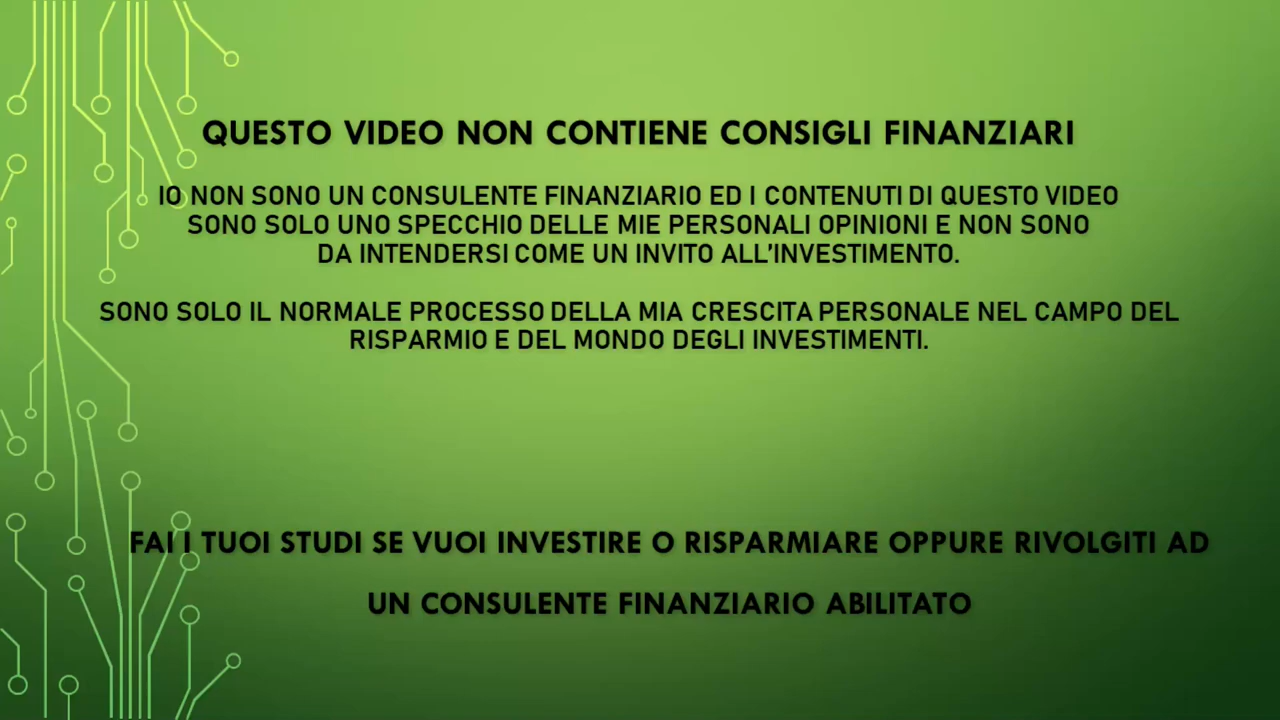 QUESTO VIDEO NON CONTIENE CONSIGLI FINANZIARI
IO NON SONO UN CONSULENTE FINANZIARIO ED I CONTENUTI DI QUESTO VIDEO
SONO SOLO UNO SPECCHIO DELLE MIE PERSONALI OPINIONI E NON SONO
DA INTENDERSI COME UN INVITO ALL'INVESTIMENTO.
SONO SOLO IL NORMALE PROCESSO DELLA MIA CRESCITA PERSONALE NEL CAMPO DEL
RISPARMIO E DEL MONDO DEGLI INVESTIMENTI.
FAI I TUOI STUDI SE VUOI INVESTIRE O RISPARMIARE OPPURE RIVOLGITI AD
UN CONSULENTE FINANZIARIO ABILITATO